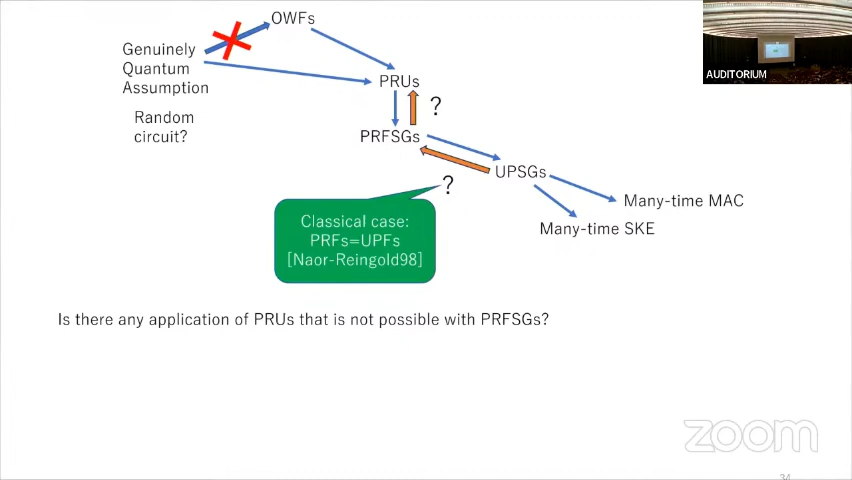 OWFs
Genuinely
Quantum
Assumption
Random
circuit?
PRUs
?
PRFSGs
UPSGs
?
Many-time MAC
Many-time SKE
Classical case:
PRFs=UPFs
[Naor-Reingold98]
Is there any application of PRUs that is not possible with PRFSGs?
AUDITORIUM
zoom
34